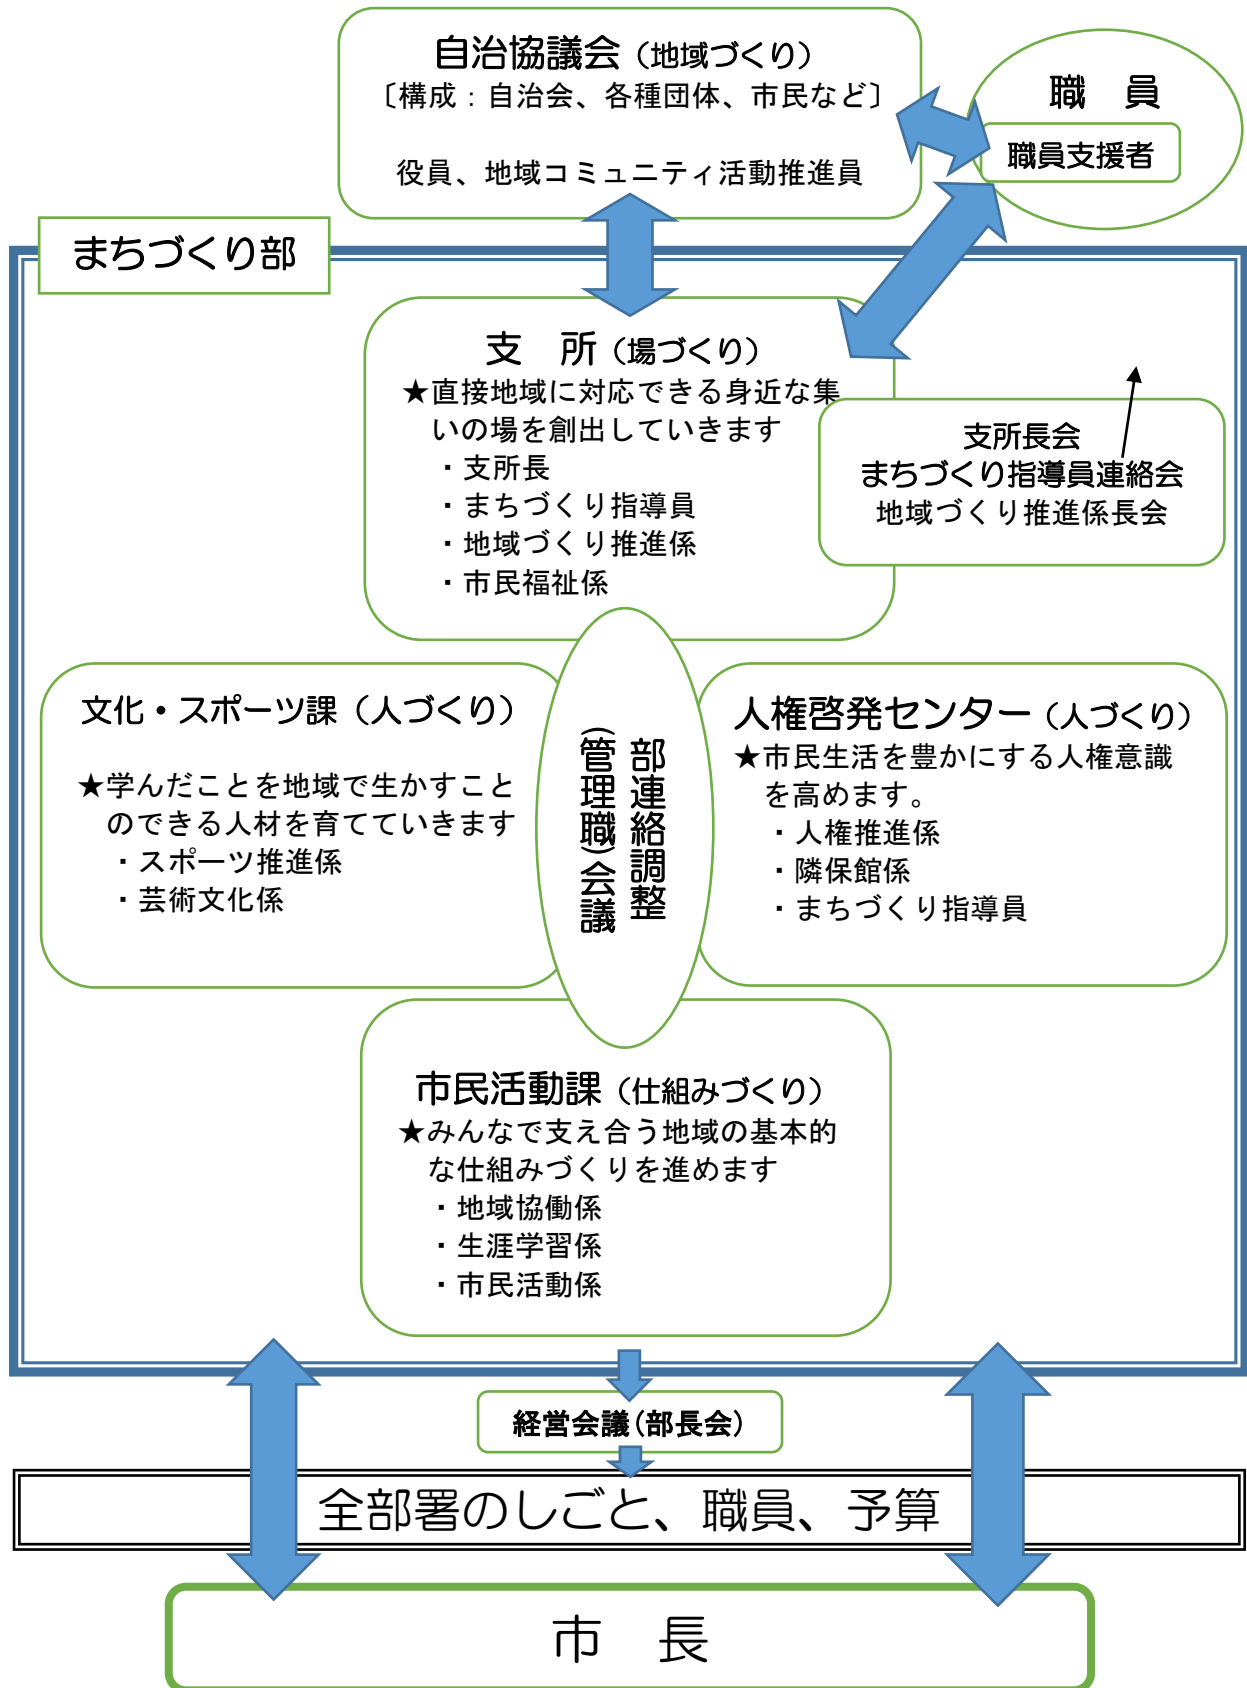 自治協議会（地域づくり）
〔構成：自治会、各種団体、市民など〕
役員、地域コミュニティ活動推進員
職　員
職員支援者
まちづくり部
支　所（場づくり）
★直接地域に対応できる身近な集
いの場を創出していきます
・支所長
・まちづくり指導員
・地域づくり推進係
・市民福祉係
支所長会
まちづくり指導員連絡会
地域づくり推進係長会
文化・スポーツ課（人づくり）
★学んだことを地域で生かすこと
のできる人材を育てていきます
・スポーツ推進係
・芸術文化係
部連絡調整
（管理職）会議
人権啓発センター（人づくり）
★市民生活を豊かにする人権意識
を高めます。
・人権推進係
・隣保館係
・まちづくり指導員
市民活動課（仕組みづくり）
★みんなで支え合う地域の基本的
な仕組みづくりを進めます
・地域協働係
・生涯学習係
・市民活動係
経営会議（部長会）
全部署のしごと、職員、予算
市　長